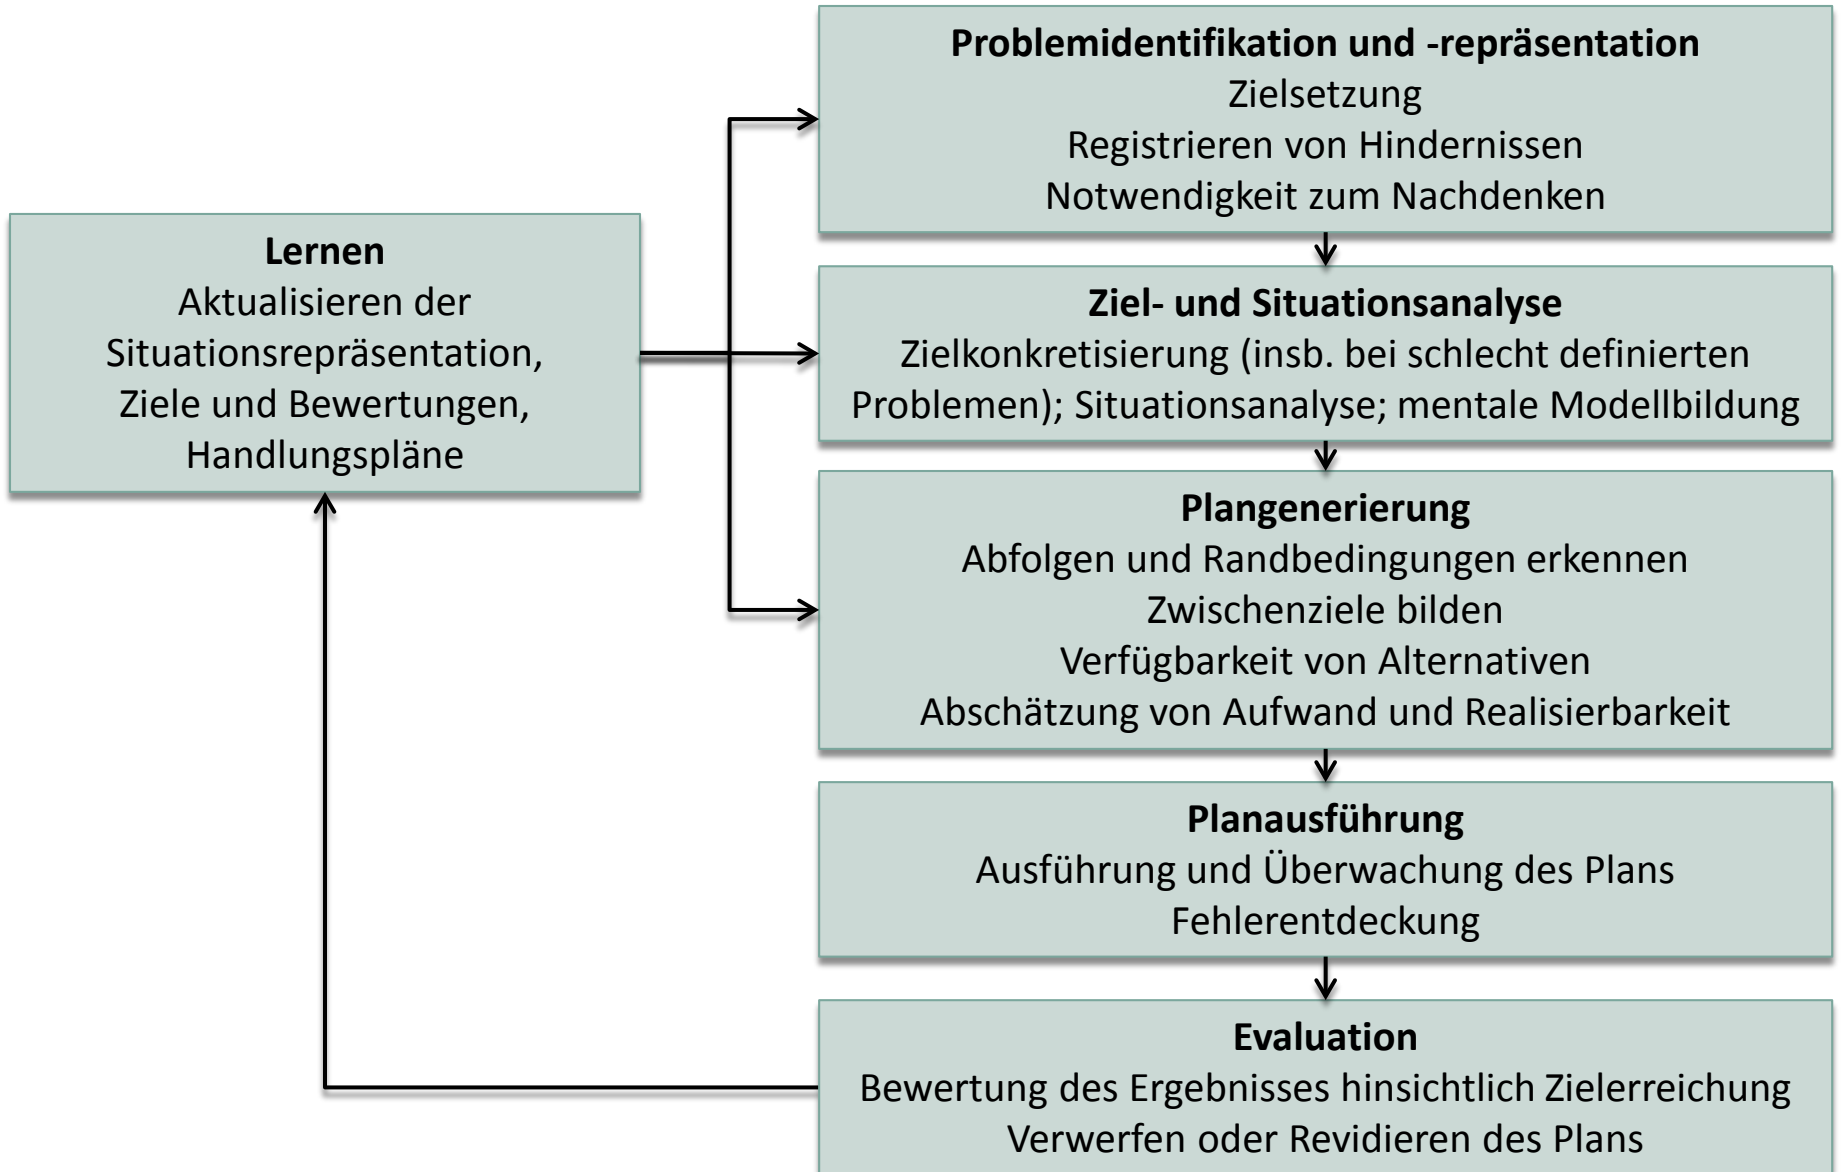 Problemidentifikation und -repräsentation
Zielsetzung
Registrieren von Hindernissen
Notwendigkeit zum Nachdenken
Lernen
Aktualisieren der
Situationsrepräsentation,
Ziele und Bewertungen,
Handlungspläne
Ziel- und Situationsanalyse
Zielkonkretisierung (insb. bei schlecht definierten
Problemen); Situationsanalyse; mentale Modellbildung
Plangenerierung
Abfolgen und Randbedingungen erkennen
Zwischenziele bilden
Verfügbarkeit von Alternativen
Abschätzung von Aufwand und Realisierbarkeit
Planausführung
Ausführung und Überwachung des Plans
Fehlerentdeckung
Evaluation
Bewertung des Ergebnisses hinsichtlich Zielerreichung
Verwerfen oder Revidieren des Plans